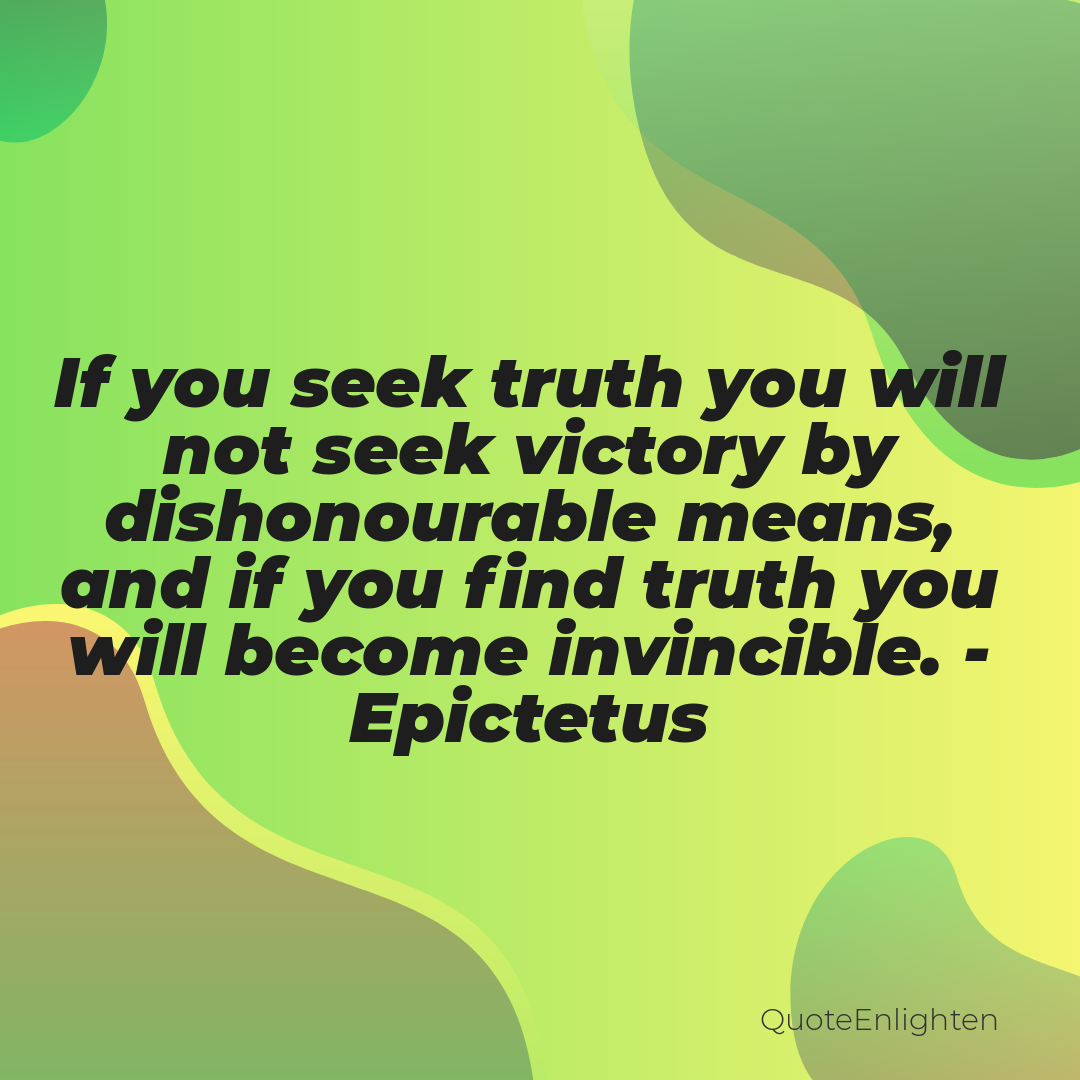 If you seek truth you will
not seek victory by
dishonourable means,
and if you find truth you
will become invincible. -
Epictetus
QuoteEnlighten